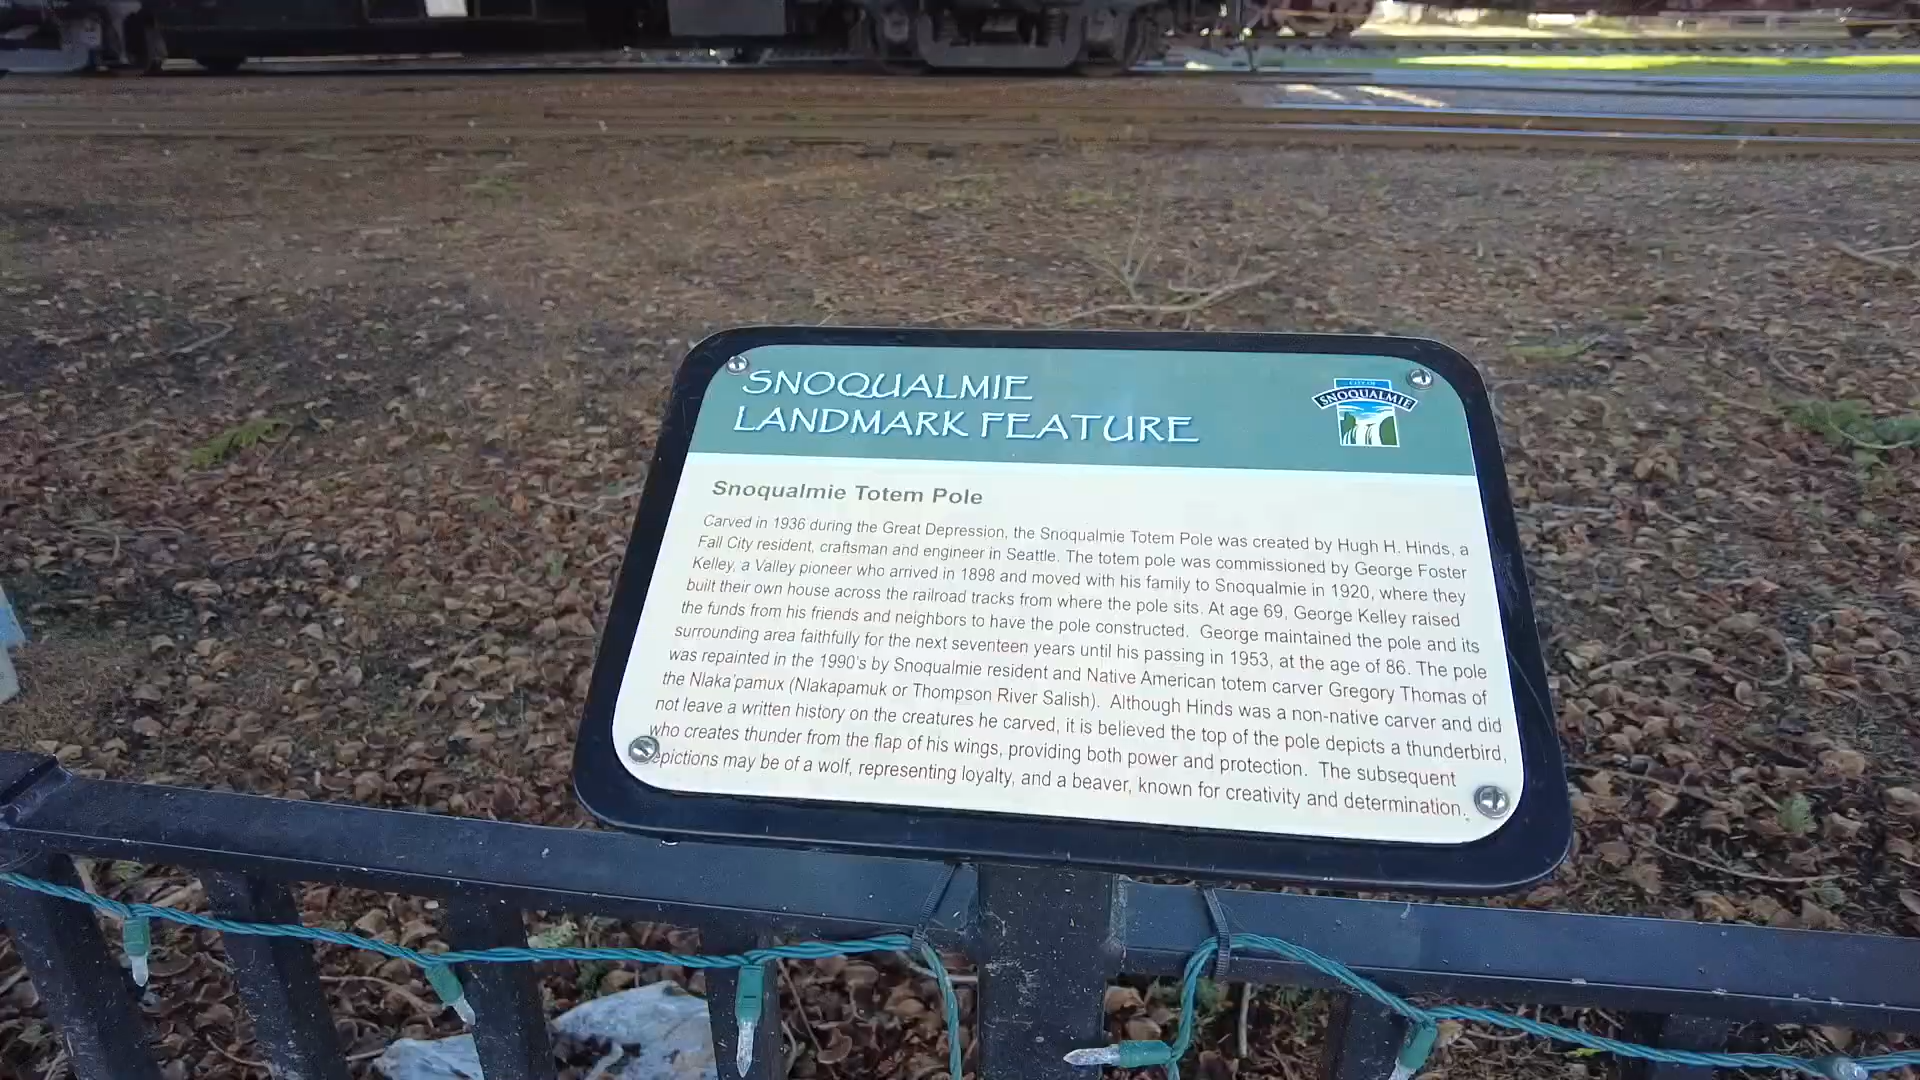 SNOQUALMIE
LANDMARK FEATURE
CITY OF
SNOQUALMIE
Snoqualmie Totem Pole
Carved in 1936 during the Great Depression, the Snoqualmie Totem Pole was created by Hugh H. Hinds, a
Fall City resident, craftsman and engineer in Seattle. The totem pole was commissioned by George Foster
Kelley, a Valley pioneer who arrived in 1898 and moved with his family to Snoqualmie in 1920, where they
built their own house across the railroad tracks from where the pole sits. At age 69, George Kelley raised
the funds from his friends and neighbors to have the pole constructed. George maintained the pole and its
surrounding area faithfully for the next seventeen years until his passing in 1953, at the age of 86. The pole
was repainted in the 1990's by Snoqualmie resident and Native American totem carver Gregory Thomas of
the Nlaka'pamux (Nlakapamuk or Thompson River Salish). Although Hinds was a non-native carver and did
not leave a written history on the creatures he carved, it is believed the top of the pole depicts a thunderbird,
who creates thunder from the flap of his wings, providing both power and protection. The subsequent
epictions may be of a wolf, representing loyalty, and a beaver, known for creativity and determination.